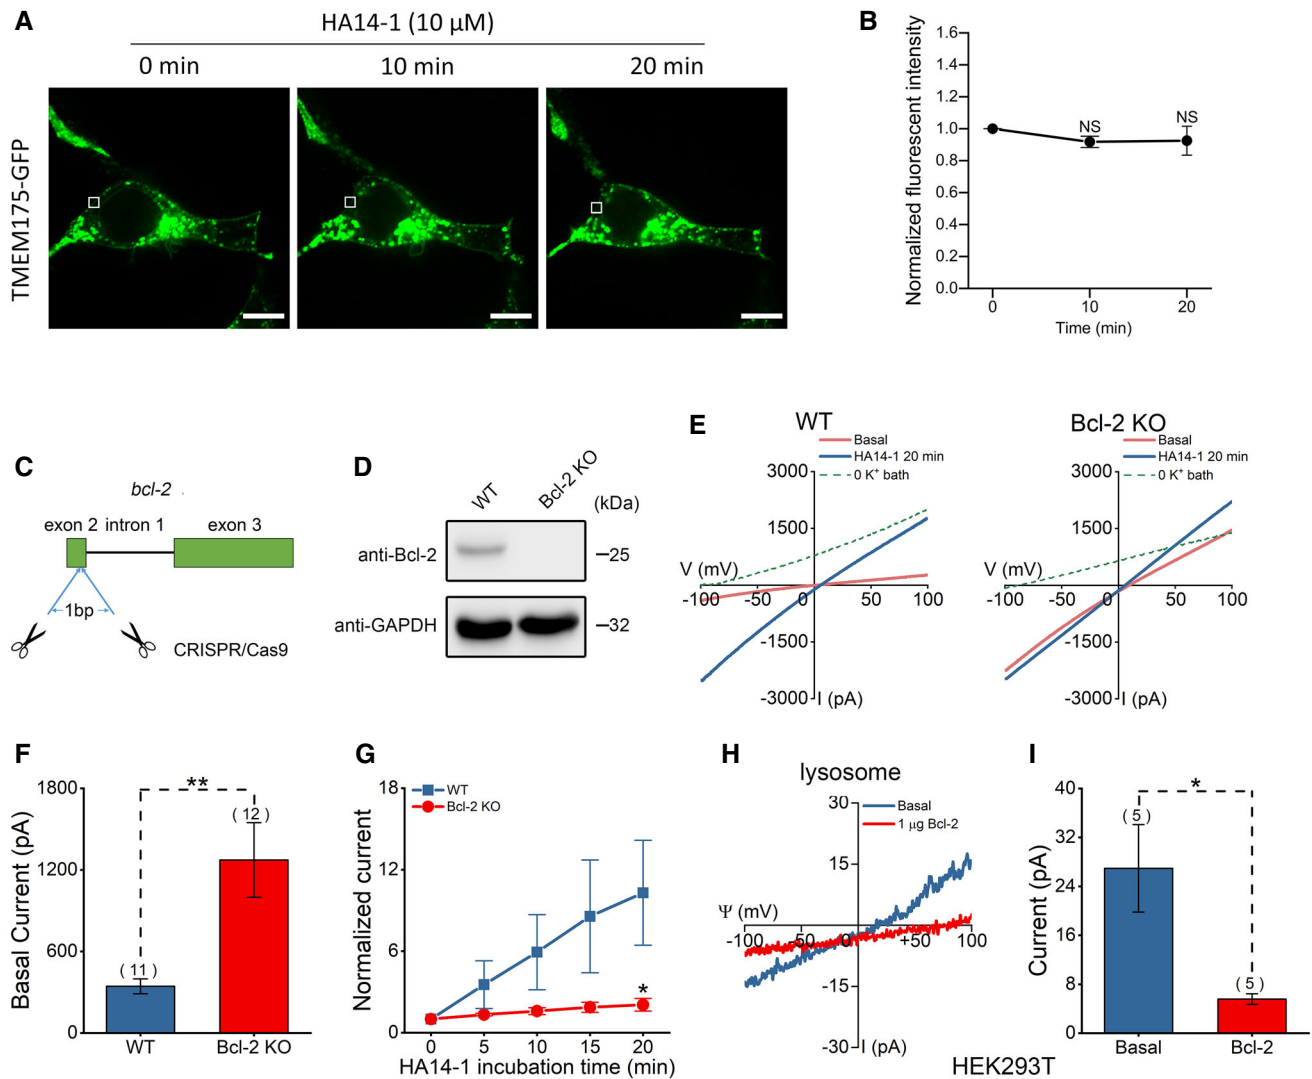 A
HA14-1 (10 µM)
0 min 10 min 20 min
TMEM175-GFP
B
Normalized fluorescent intensity
1.6
1.4
1.2
1.0
0.8
0.6
0.4
0.2
0.0
NS
NS
0 10 20
Time (min)
C
bcl-2
exon 2 intron 1 exon 3
1bp
CRISPR/Cas9
D
WT
Bcl-2 KO
(kDa)
anti-Bcl-2
25
anti-GAPDH
32
E
WT
Basal
HA14-1 20 min
0 K⁺ bath
3000
1500
V (mV)
-100 -50 0 50 100
-1500
-3000
I (pA)
Bcl-2 KO
Basal
HA14-1 20 min
0 K⁺ bath
3000
1500
V (mV)
-100 -50 0 50 100
-1500
-3000
I (pA)
F
Basal Current (pA)
1800
1200
600
0
**
( 11 )
( 12 )
WT Bcl-2 KO
G
Normalized current
18
12
6
0
WT
Bcl-2 KO
*
0 5 10 15 20
HA14-1 incubation time (min)
H
lysosome
30
15
Basal
1 µg Bcl-2
Ψ (mV)
-100 -50 0 +50 100
-15
-30
I (pA)
HEK293T
I
Current (pA)
40
32
24
16
8
0
*
( 5 )
( 5 )
Basal Bcl-2